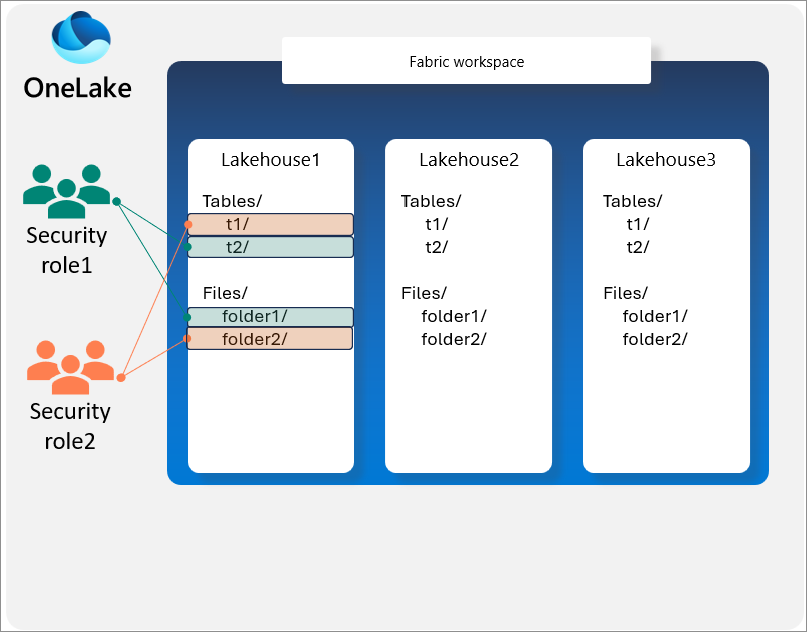 OneLake
Fabric workspace
Security
role1
Security
role2
Lakehouse1
Tables/
t1/
t2/
Files/
folder1/
folder2/
Lakehouse2
Tables/
t1/
t2/
Files/
folder1/
folder2/
Lakehouse3
Tables/
t1/
t2/
Files/
folder1/
folder2/